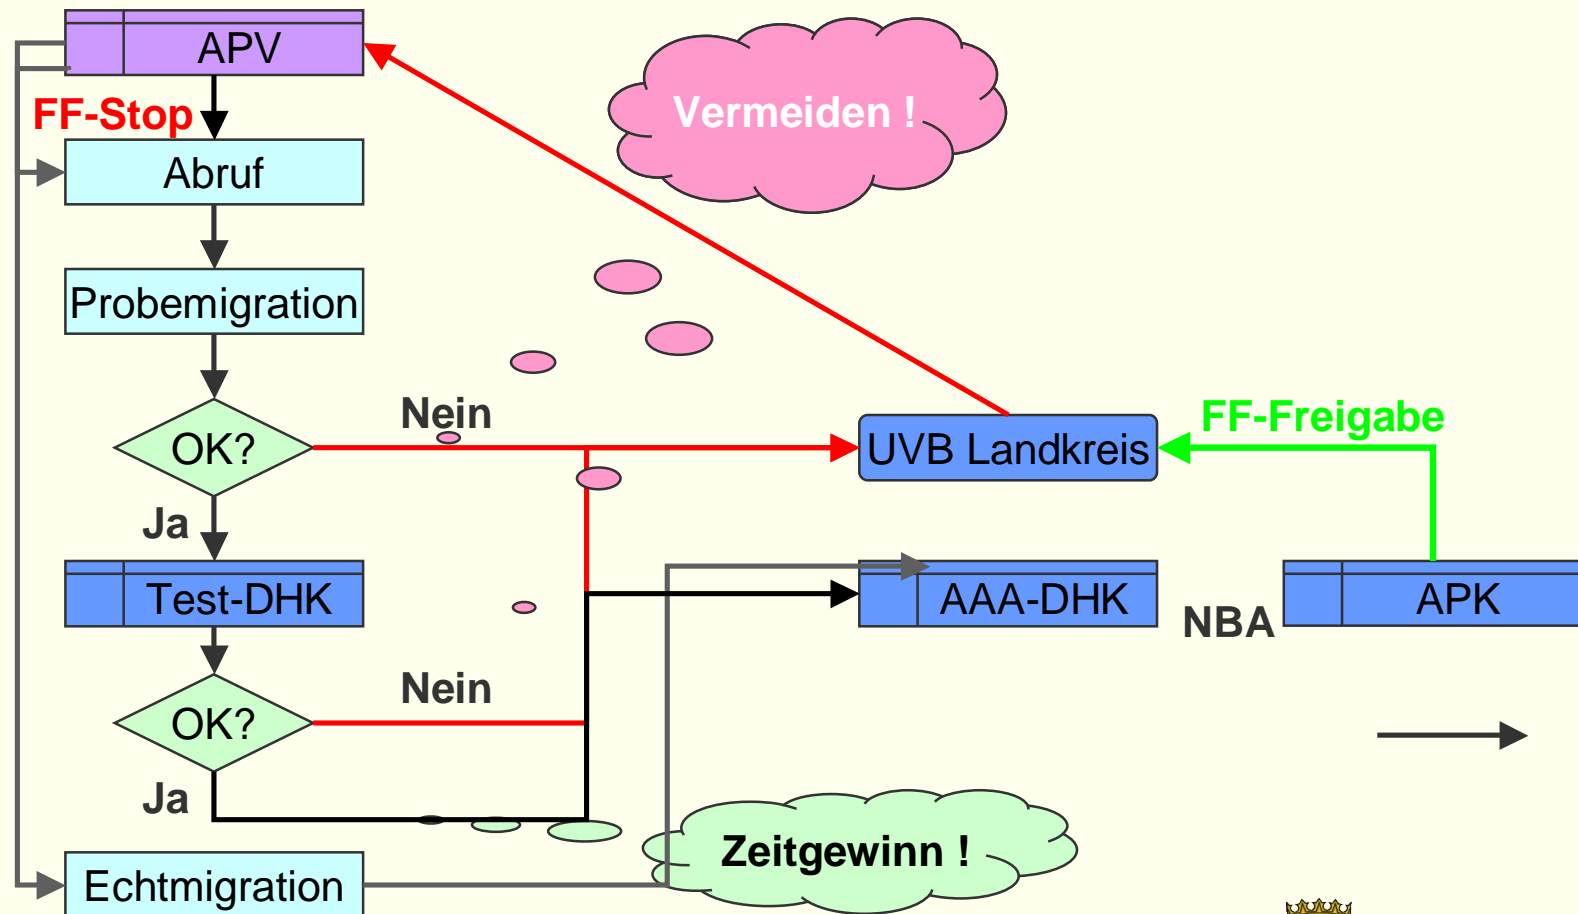 APV
Vermeiden !
FF-Stop
Abruf
Probemigration
Nein
FF-Freigabe
OK?
UVB Landkreis
Ja
Test-DHK
AAA-DHK
APK
NBA
Nein
OK?
Ja
Zeitgewinn !
Echtmigration